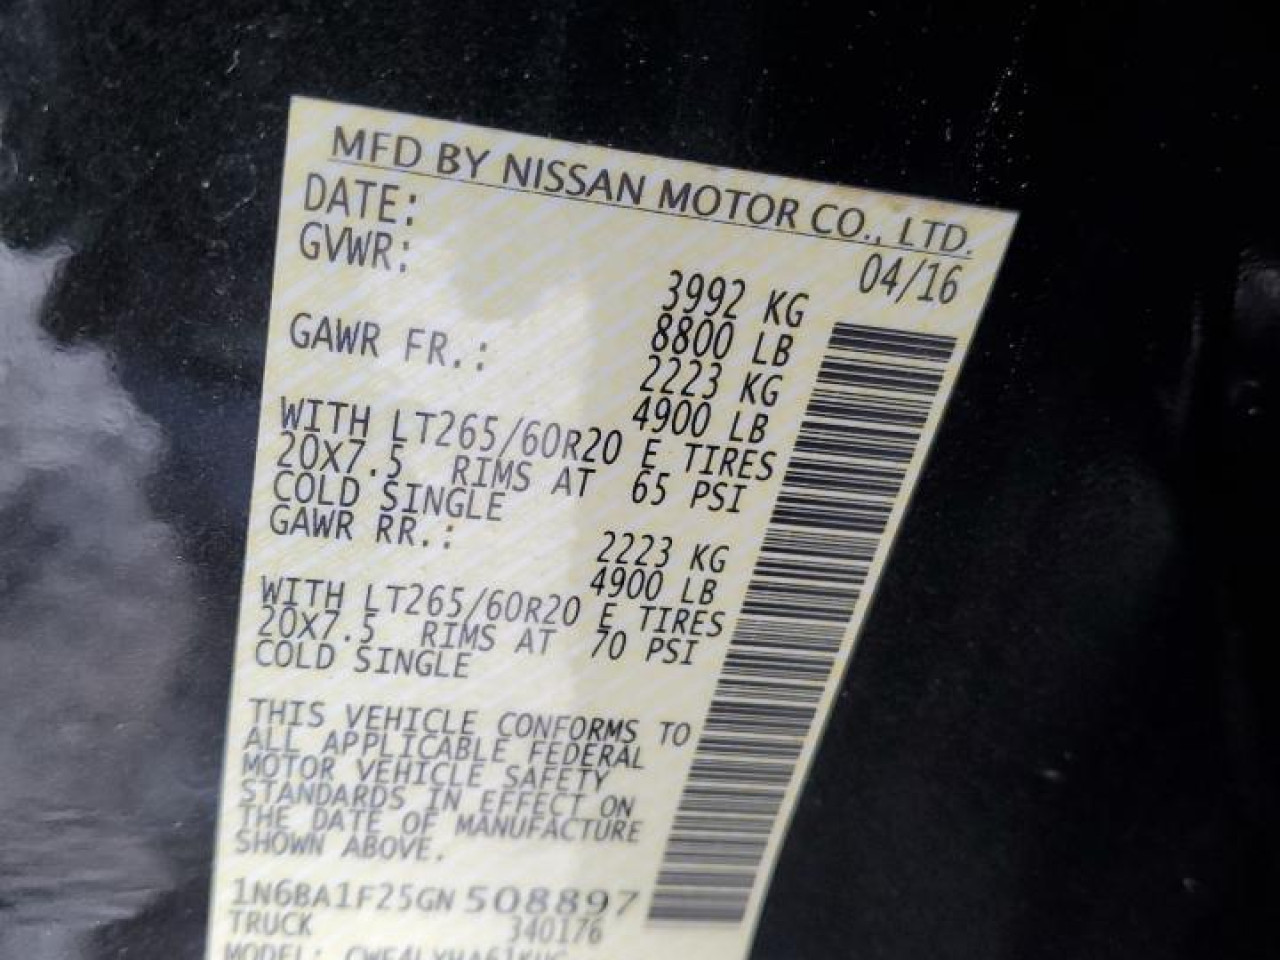 MFD BY NISSAN MOTOR CO., LTD.
DATE: 04/16
GVWR: 3992 KG
8800 LB
GAWR FR.: 2223 KG
4900 LB
WITH LT265/60R20 E TIRES
20X7.5 RIMS AT 65 PSI
COLD SINGLE
GAWR RR.: 2223 KG
4900 LB
WITH LT265/60R20 E TIRES
20X7.5 RIMS AT 70 PSI
COLD SINGLE
THIS VEHICLE CONFORMS TO
ALL APPLICABLE FEDERAL
MOTOR VEHICLE SAFETY
STANDARDS IN EFFECT ON
THE DATE OF MANUFACTURE
SHOWN ABOVE.
1N6BA1F25GN508897
TRUCK 340176
MODEL: